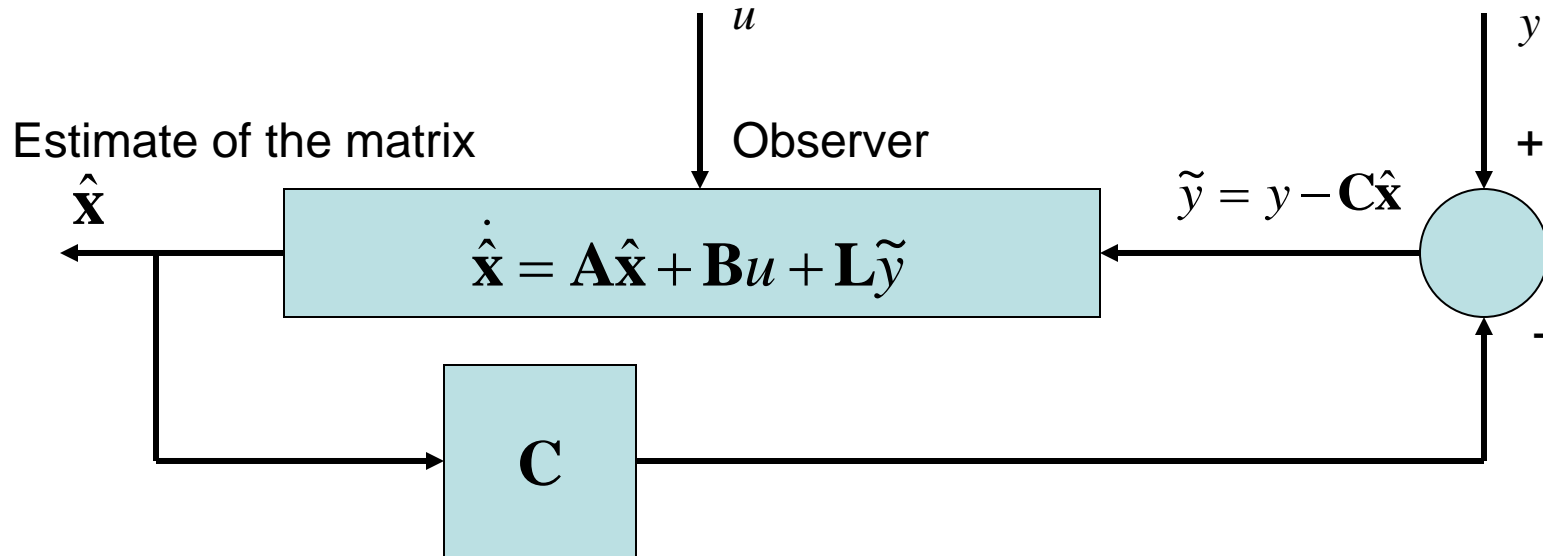 u
y
Estimate of the matrix
Observer
+
x̂
ỹ = y − Cx̂
x̂̇ = Ax̂ + Bu + Lỹ
-
C